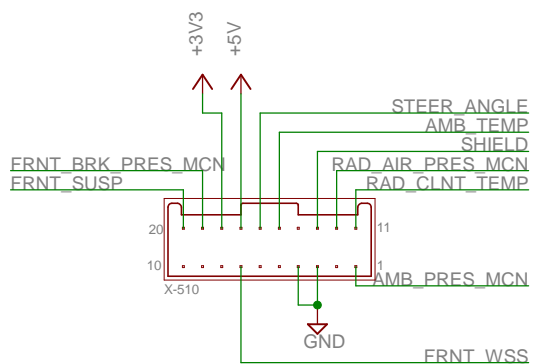 +3V3
+5V
STEER_ANGLE
AMB_TEMP
SHIELD
FRNT_BRK_PRES_MCN
RAD_AIR_PRES_MCN
FRNT_SUSP
RAD_CLNT_TEMP
20
11
10
1
AMB_PRES_MCN
X-510
GND
FRNT_WSS